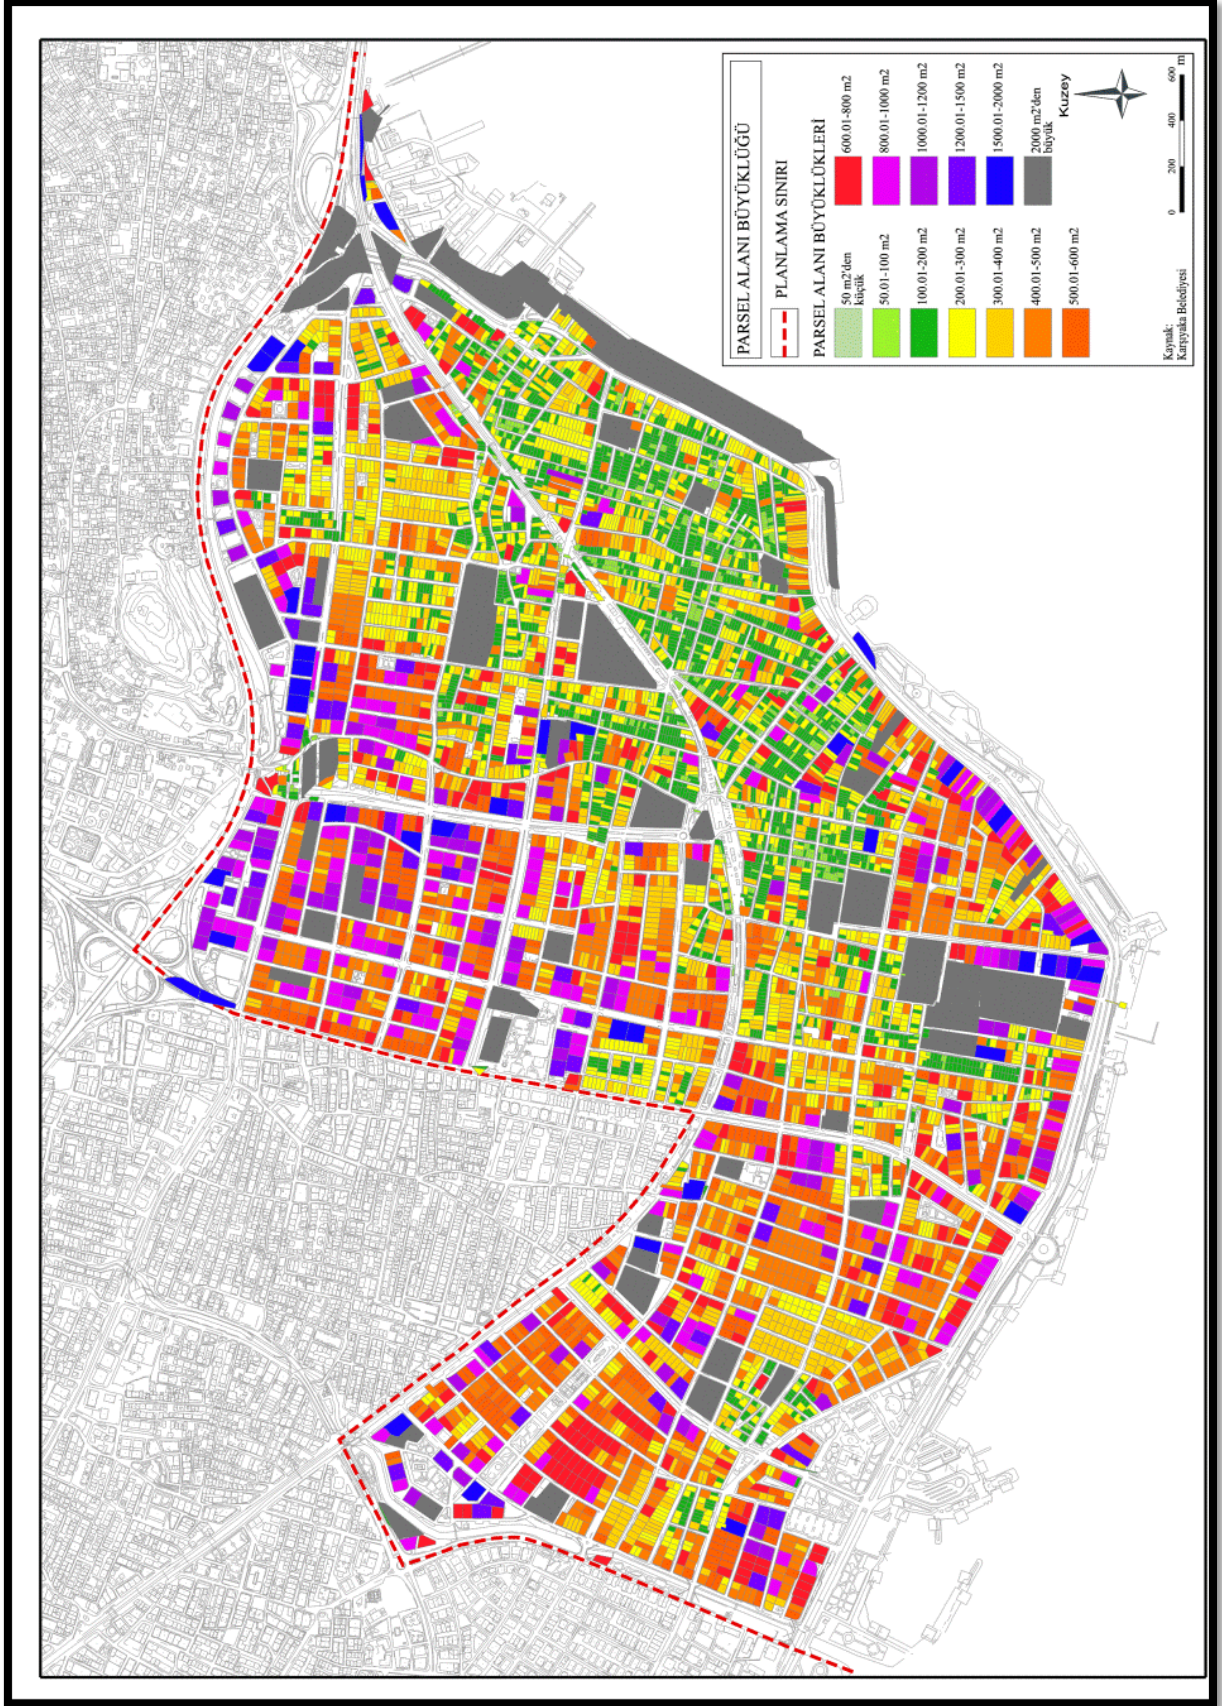 PARSEL ALANI BÜYÜKLÜĞÜ
PLANLAMA SINIRI
PARSEL ALANI BÜYÜKLÜKLERİ
50 m2'den
küçük
50.01-100 m2
100.01-200 m2
200.01-300 m2
300.01-400 m2
400.01-500 m2
500.01-600 m2
600.01-800 m2
800.01-1000 m2
1000.01-1200 m2
1200.01-1500 m2
1500.01-2000 m2
2000 m2'den
büyük
Kuzey
0 200 400 600
m
Kaynak:
Karşıyaka Belediyesi